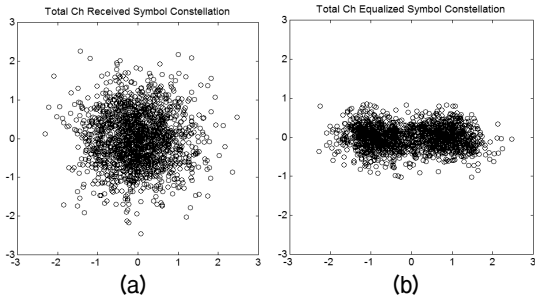 Total Ch Received Symbol Constellation
3
2
1
0
-1
-2
-3
-3 -2 -1 0 1 2 3
(a)
Total Ch Equalized Symbol Constellation
3
2
1
0
-1
-2
-3
-3 -2 -1 0 1 2 3
(b)